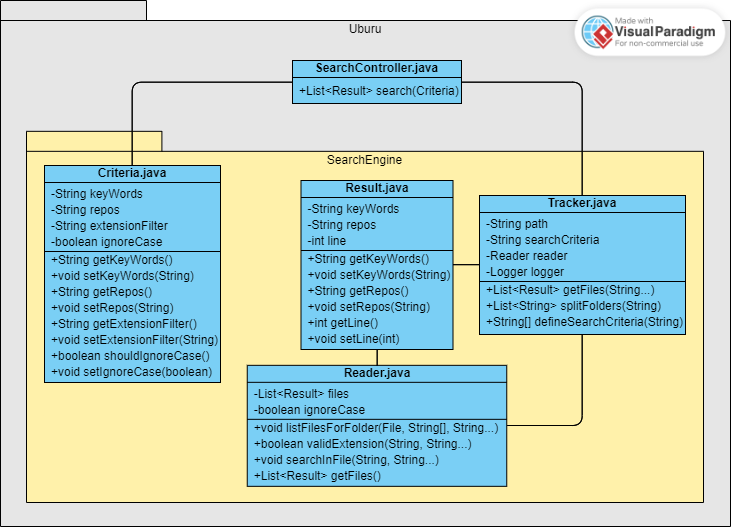 Uburu
Made with
Visual Paradigm
For non-commercial use
SearchController.java
+List<Result> search(Criteria)
SearchEngine
Criteria.java
-String keyWords
-String repos
-String extensionFilter
-boolean ignoreCase
+String getKeyWords()
+void setKeyWords(String)
+String getRepos()
+void setRepos(String)
+String getExtensionFilter()
+void setExtensionFilter(String)
+boolean shouldIgnoreCase()
+void setIgnoreCase(boolean)
Result.java
-String keyWords
-String repos
-int line
+String getKeyWords()
+void setKeyWords(String)
+String getRepos()
+void setRepos(String)
+int getLine()
+void setLine(int)
Tracker.java
-String path
-String searchCriteria
-Reader reader
-Logger logger
+List<Result> getFiles(String...)
+List<String> splitFolders(String)
+String[] defineSearchCriteria(String)
Reader.java
-List<Result> files
-boolean ignoreCase
+void listFilesForFolder(File, String[], String...)
+boolean validExtension(String, String...)
+void searchInFile(String, String...)
+List<Result> getFiles()